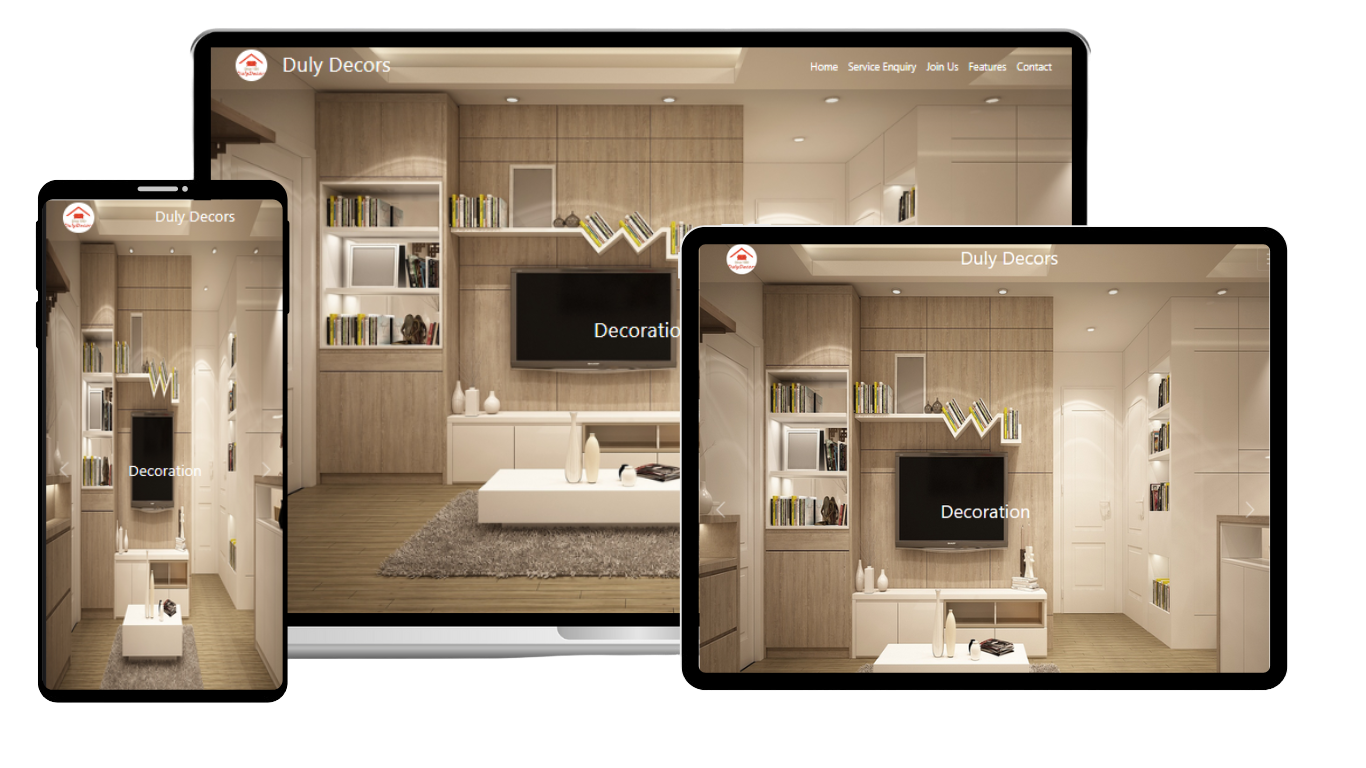 Duly Decors
Home Service Enquiry Join Us Features Contact
Decoratio
Duly Decors
Decoration
Duly Decors
Decoration